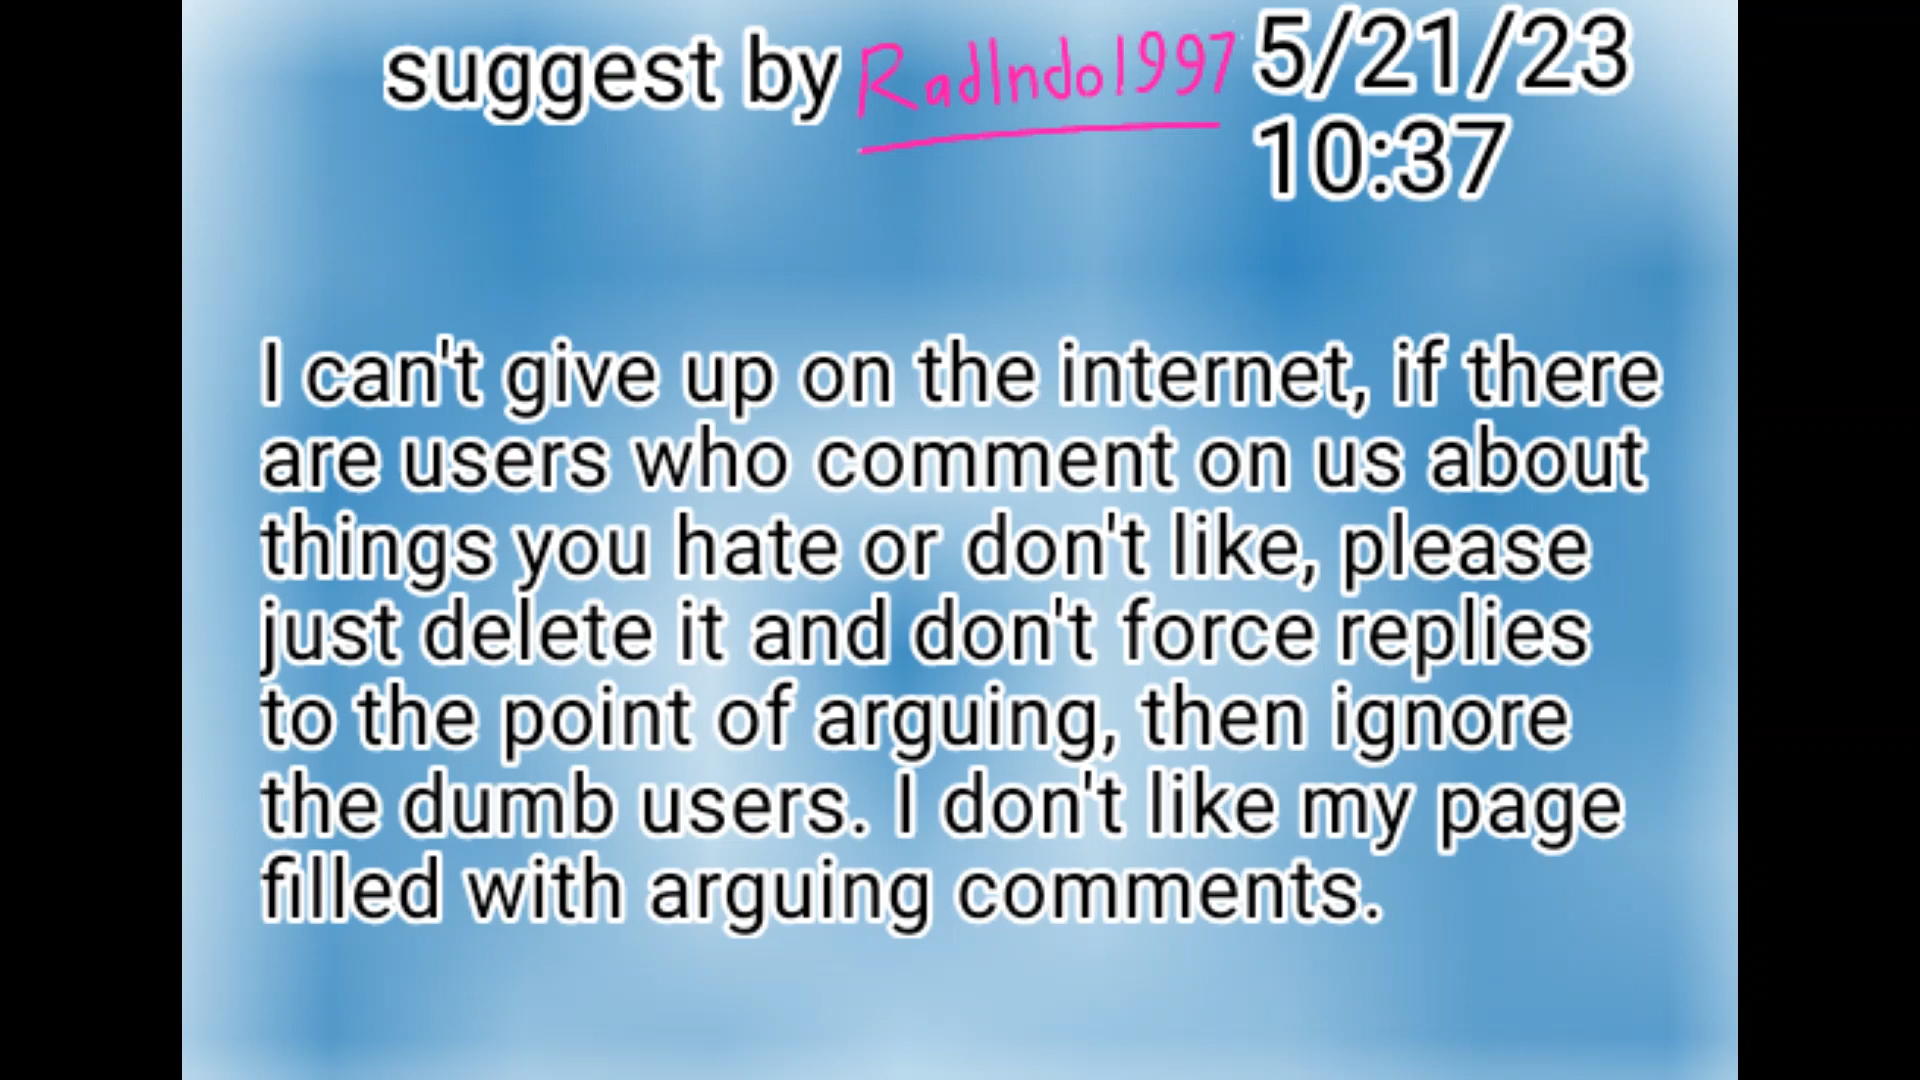 suggest by RadIndo1997 5/21/23
10:37
I can't give up on the internet, if there
are users who comment on us about
things you hate or don't like, please
just delete it and don't force replies
to the point of arguing, then ignore
the dumb users. I don't like my page
filled with arguing comments.